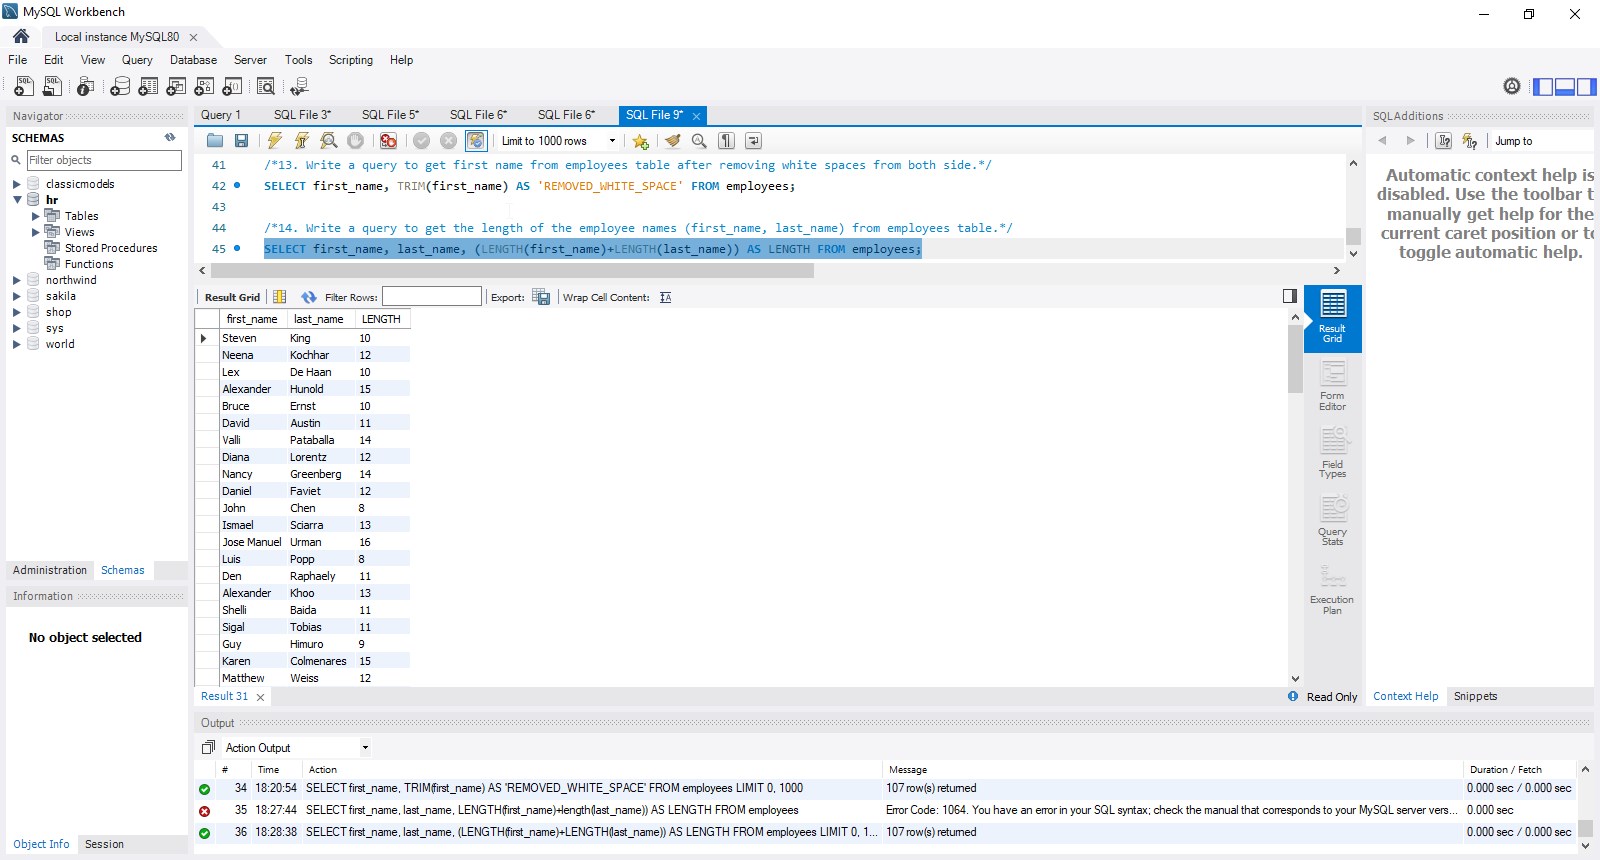 MySQL Workbench
Local instance MySQL80
File Edit View Query Database Server Tools Scripting Help
Navigator
SCHEMAS
Filter objects
classicmodels
hr
Tables
Views
Stored Procedures
Functions
northwind
sakila
shop
sys
world
Administration Schemas
Information
No object selected
Object Info Session
Query 1 SQL File 3* SQL File 5* SQL File 6* SQL File 6* SQL File 9*
Limit to 1000 rows
41 /*13. Write a query to get first name from employees table after removing white spaces from both side.*/
42 SELECT first_name, TRIM(first_name) AS 'REMOVED_WHITE_SPACE' FROM employees;
43
44 /*14. Write a query to get the length of the employee names (first_name, last_name) from employees table.*/
45 SELECT first_name, last_name, (LENGTH(first_name)+LENGTH(last_name)) AS LENGTH FROM employees;
Result Grid Filter Rows: Export: Wrap Cell Content:
first_name last_name LENGTH
Steven King 10
Neena Kochhar 12
Lex De Haan 10
Alexander Hunold 15
Bruce Ernst 10
David Austin 11
Valli Pataballa 14
Diana Lorentz 12
Nancy Greenberg 14
Daniel Faviet 12
John Chen 8
Ismael Sciarra 13
Jose Manuel Urman 16
Luis Popp 8
Den Raphaely 11
Alexander Khoo 13
Shelli Baida 11
Sigal Tobias 11
Guy Himuro 9
Karen Colmenares 15
Matthew Weiss 12
Result 31
Read Only
Result
Grid
Form
Editor
Field
Types
Query
Stats
Execution
Plan
SQLAdditions
Jump to
Automatic context help is
disabled. Use the toolbar t
manually get help for the
current caret position or to
toggle automatic help.
Context Help Snippets
Output
Action Output
# Time Action Message Duration / Fetch
34 18:20:54 SELECT first_name, TRIM(first_name) AS 'REMOVED_WHITE_SPACE' FROM employees LIMIT 0, 1000 107 row(s) returned 0.000 sec / 0.000 sec
35 18:27:44 SELECT first_name, last_name, LENGTH(first_name)+length(last_name)) AS LENGTH FROM employees Error Code: 1064. You have an error in your SQL syntax; check the manual that corresponds to your MySQL server vers... 0.000 sec
36 18:28:38 SELECT first_name, last_name, (LENGTH(first_name)+LENGTH(last_name)) AS LENGTH FROM employees LIMIT 0, 1... 107 row(s) returned 0.000 sec / 0.000 sec